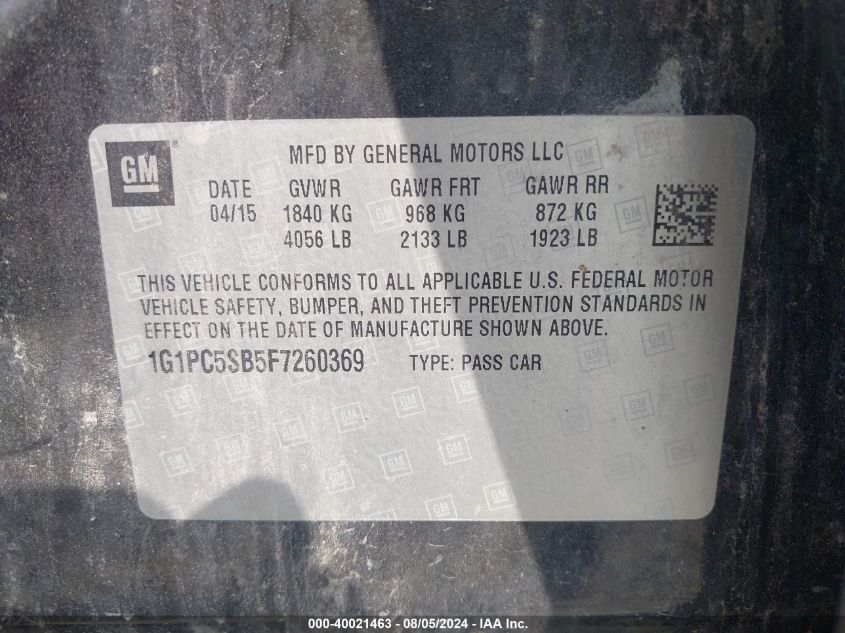 GM® MFD BY GENERAL MOTORS LLC
DATE GVWR GAWR FRT GAWR RR
04/15 1840 KG 968 KG 872 KG
4056 LB 2133 LB 1923 LB
THIS VEHICLE CONFORMS TO ALL APPLICABLE U.S. FEDERAL MOTOR
VEHICLE SAFETY, BUMPER, AND THEFT PREVENTION STANDARDS IN
EFFECT ON THE DATE OF MANUFACTURE SHOWN ABOVE.
1G1PC5SB5F7260369 TYPE: PASS CAR
000-40021463 - 08/05/2024 - IAA Inc.